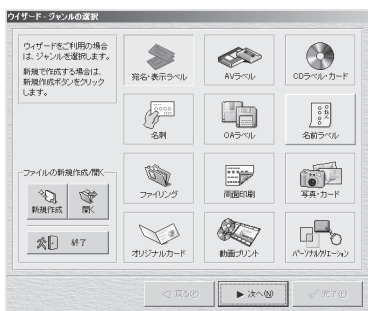 ウィザード - ジャンルの選択
ウィザードをご利用の場合
は、ジャンルを選択します。
新規で作成する場合は、
新規作成ボタンをクリック
します。
宛名・表示ラベル
AVラベル
CDラベル・カード
名刺
OAラベル
名前ラベル
ファイルの新規作成/開く
新規作成
開く
終了
ファイリング
両面印刷
写真・カード
オリジナルカード
動画プリント
パーソナルクリエーション
◁ 戻る(P)
▶ 次へ(N)
完了(E)